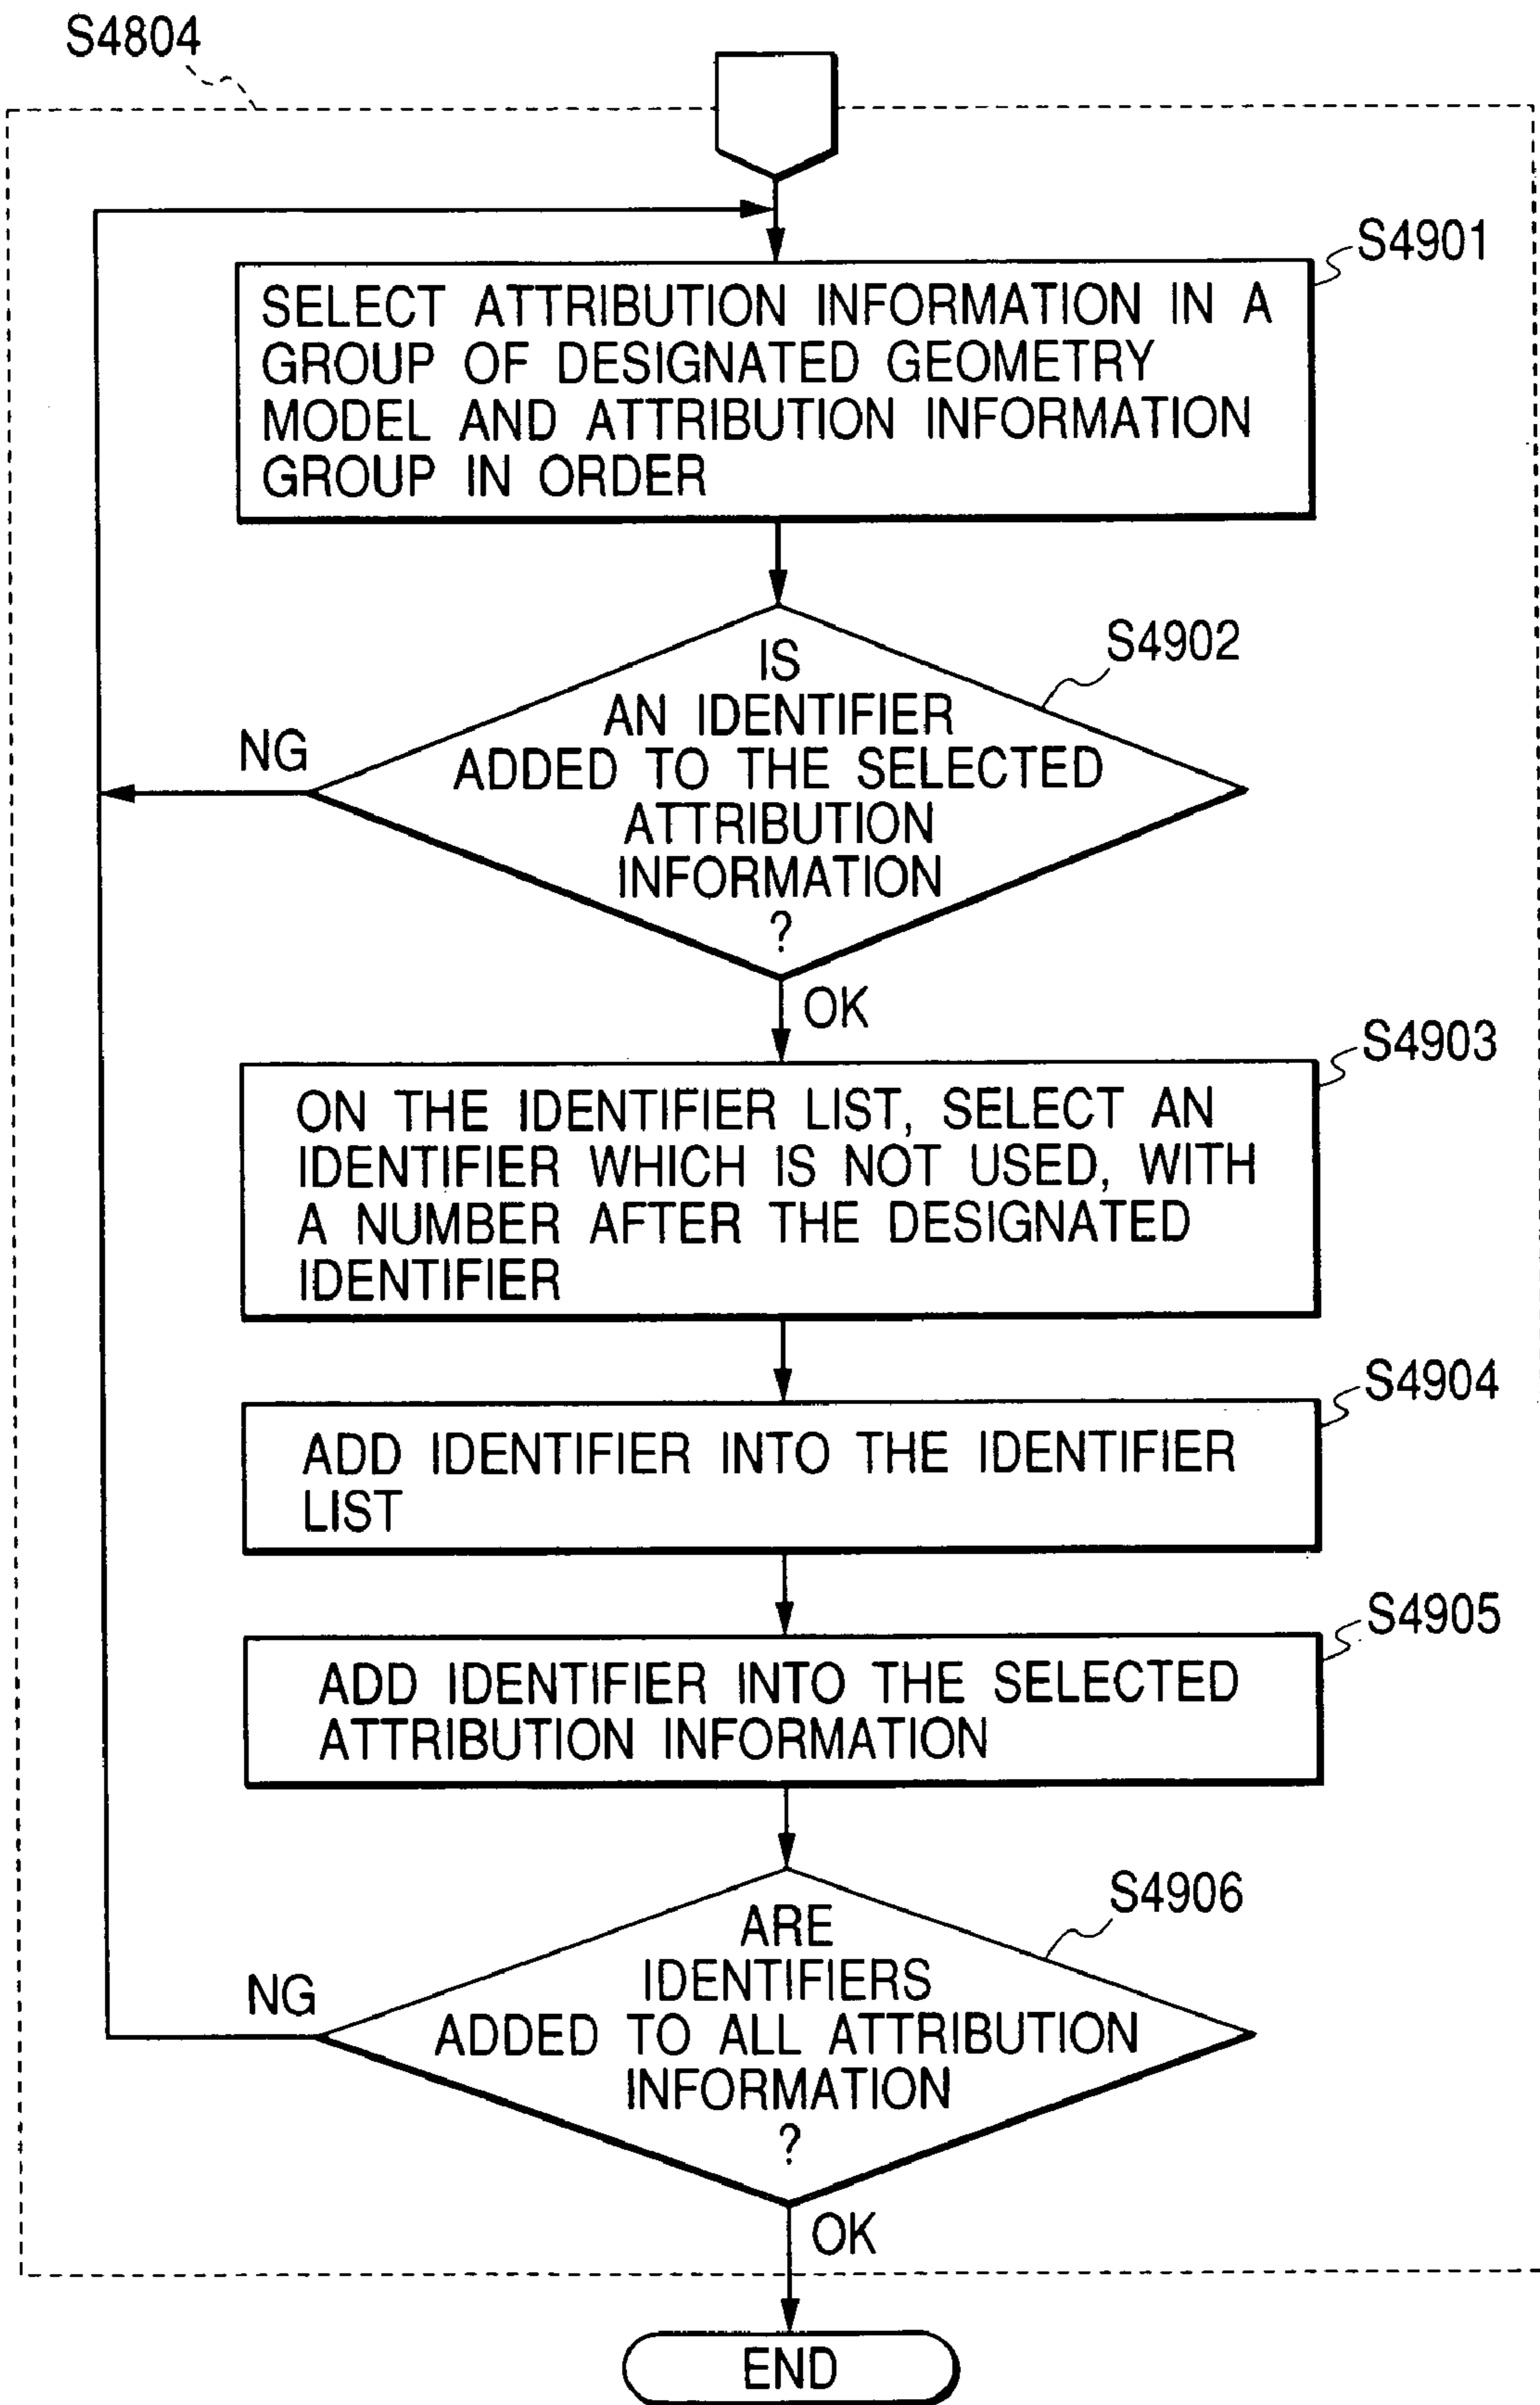 S4804
S4901
SELECT ATTRIBUTION INFORMATION IN A
GROUP OF DESIGNATED GEOMETRY
MODEL AND ATTRIBUTION INFORMATION
GROUP IN ORDER
S4902
IS
AN IDENTIFIER
ADDED TO THE SELECTED
ATTRIBUTION
INFORMATION
?
NG
OK
S4903
ON THE IDENTIFIER LIST, SELECT AN
IDENTIFIER WHICH IS NOT USED, WITH
A NUMBER AFTER THE DESIGNATED
IDENTIFIER
S4904
ADD IDENTIFIER INTO THE IDENTIFIER
LIST
S4905
ADD IDENTIFIER INTO THE SELECTED
ATTRIBUTION INFORMATION
S4906
ARE
IDENTIFIERS
ADDED TO ALL ATTRIBUTION
INFORMATION
?
NG
OK
END